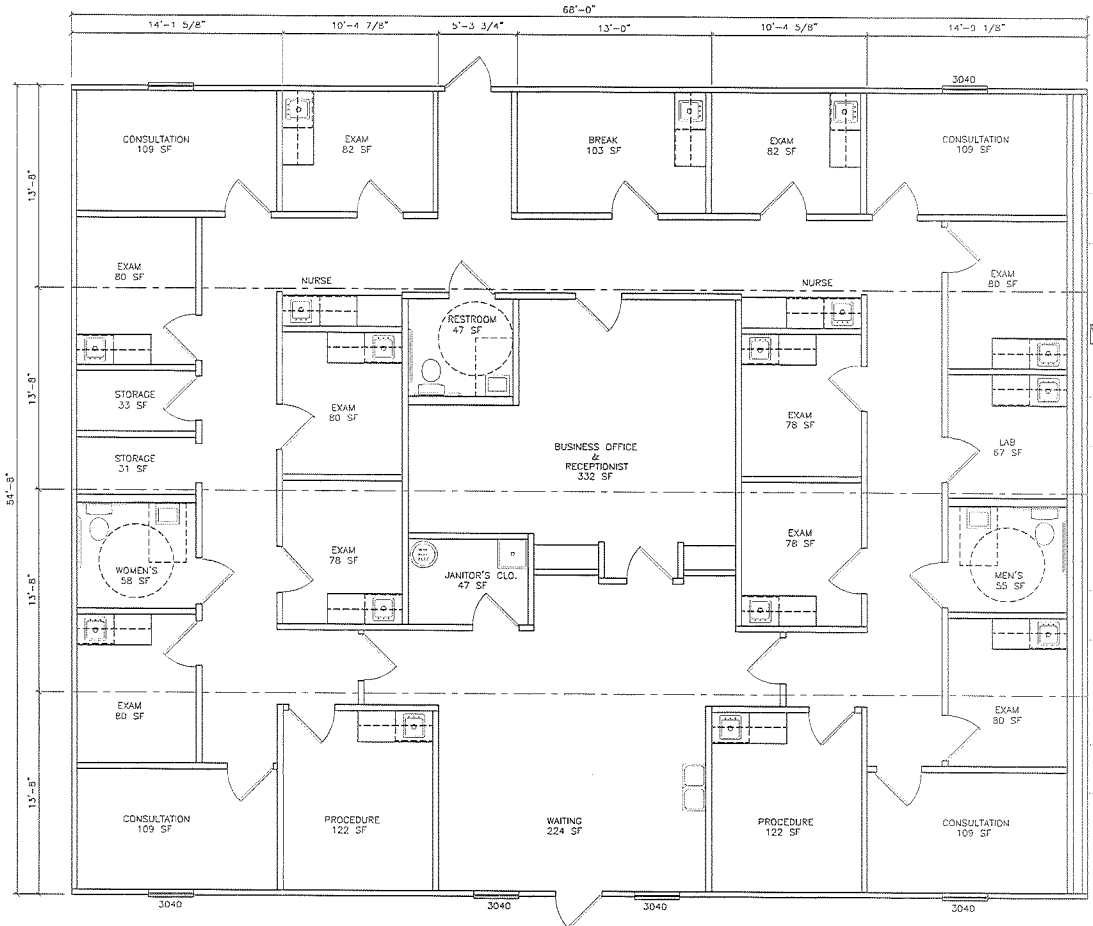 68'-0"
14'-1 5/8"
10'-4 7/8"
5'-3 3/4"
13'-0"
10'-4 5/8"
14'-9 1/8"
3040
CONSULTATION
109 SF
EXAM
82 SF
BREAK
103 SF
EXAM
82 SF
CONSULTATION
109 SF
13'-8"
EXAM
80 SF
NURSE
NURSE
EXAM
80 SF
RESTROOM
47 SF
13'-8"
STORAGE
33 SF
EXAM
80 SF
EXAM
78 SF
LAB
67 SF
STORAGE
31 SF
BUSINESS OFFICE
&
RECEPTIONIST
332 SF
54'-8"
EXAM
78 SF
EXAM
78 SF
WOMEN'S
58 SF
JANITOR'S CLO.
47 SF
MEN'S
55 SF
13'-8"
EXAM
80 SF
EXAM
80 SF
13'-8"
CONSULTATION
109 SF
PROCEDURE
122 SF
WAITING
224 SF
PROCEDURE
122 SF
CONSULTATION
109 SF
3040
3040
3040
3040